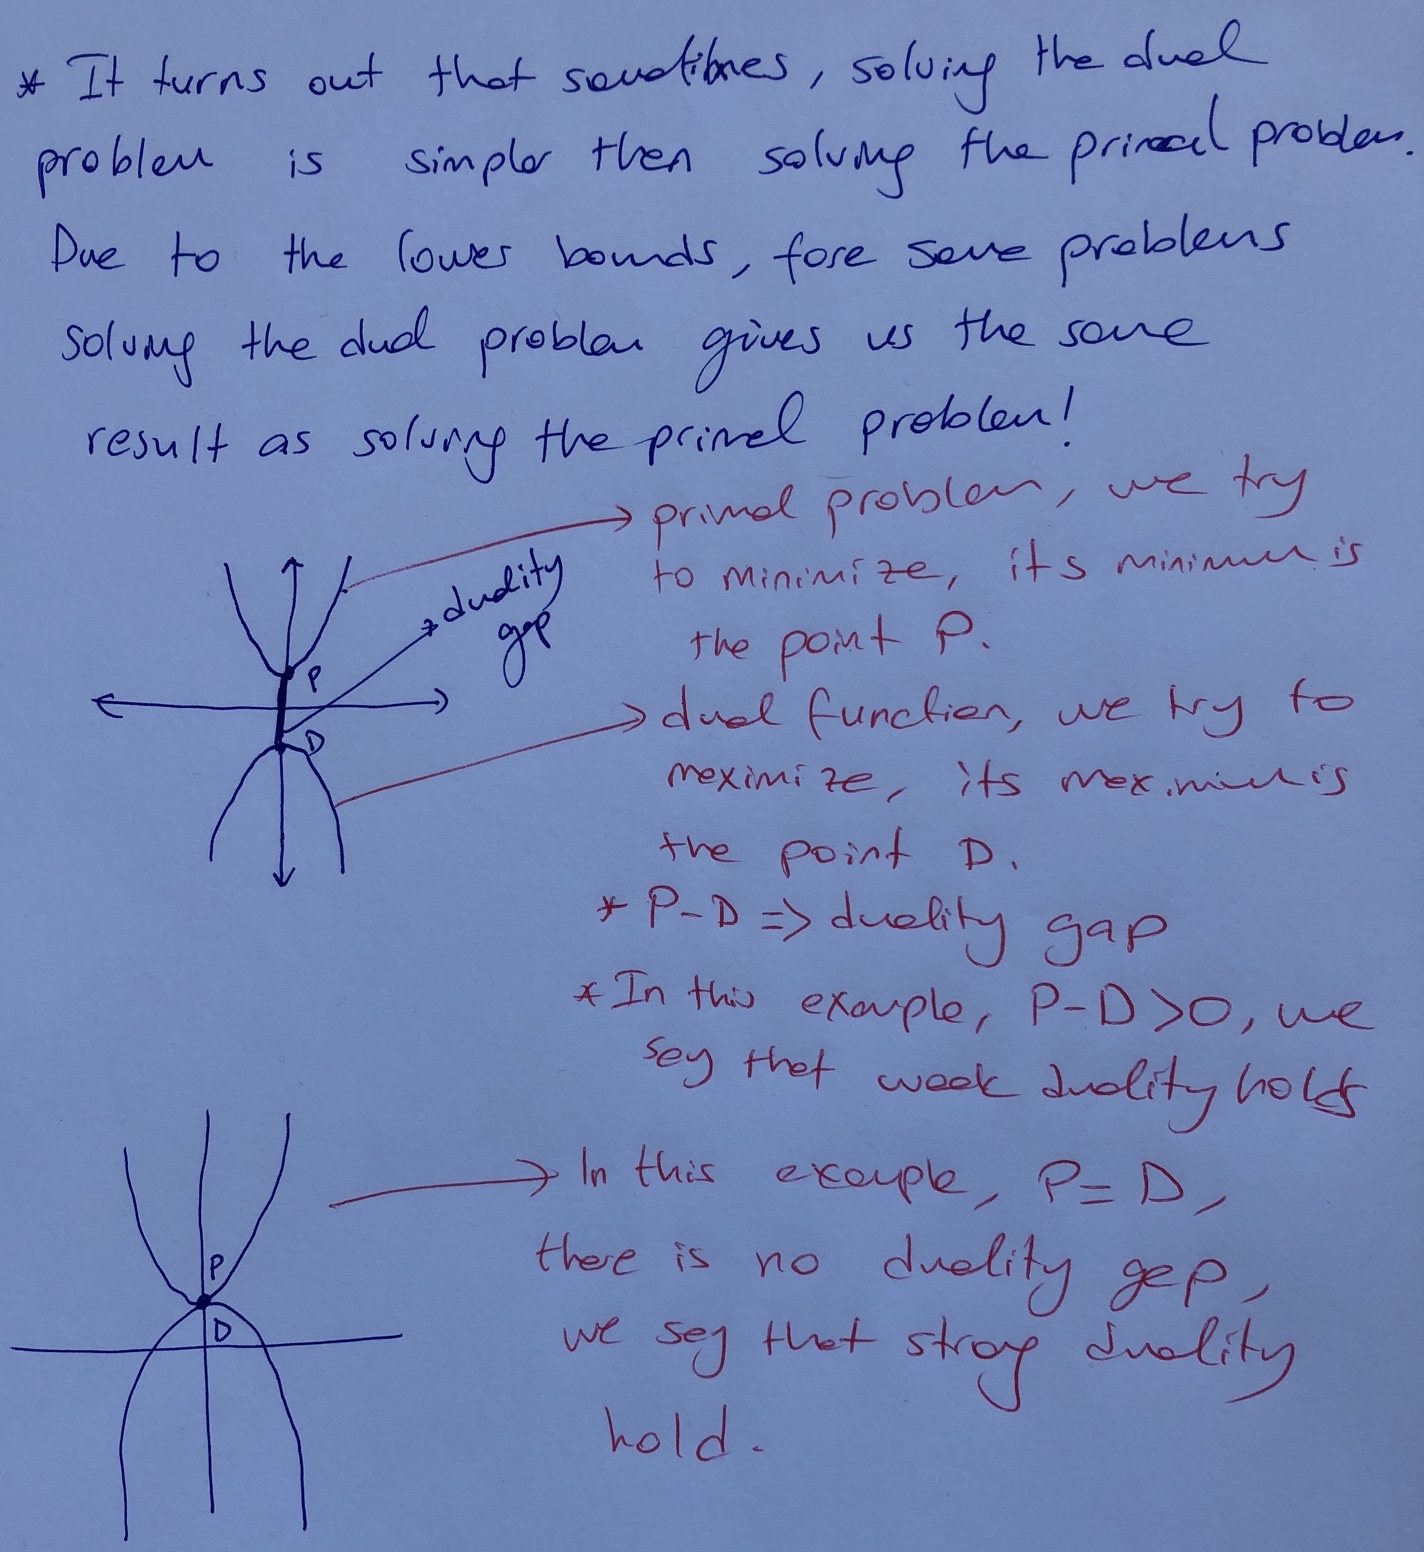 * It turns out that sometibnes, solving the dual
problem is simpler then solving the primal problem.
Due to the lower bounds, fore some problems
solving the dual problem gives us the same
result as solving the primal problem!
primal problem, we try
to minimize, its minimum is
the point P.
duality
gap
P
D
dual function, we try to
maximize, its maximum is
the point D.
* P-D => duality gap
* In this example, P-D>0, we
say that weak duality holds
In this example, P=D,
there is no duality gap,
we say that strong duality
hold.
P
D